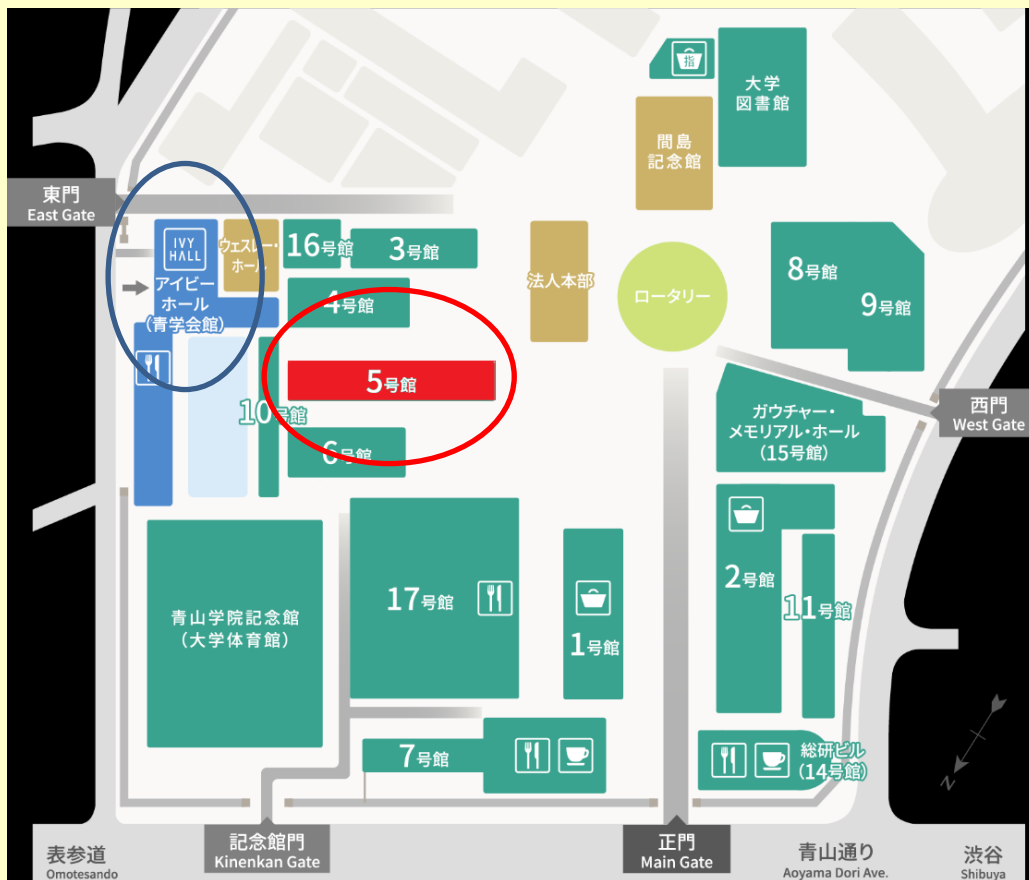 指
大学
図書館
間島
記念館
東門
East Gate
IVY
HALL
アイビー
ホール
(青学会館)
ウェスレー・
ホール
16号館
3号館
4号館
法人本部
ロータリー
8号館
9号館
5号館
10号館
6号館
西門
West Gate
ガウチャー・
メモリアル・ホール
(15号館)
青山学院記念館
(大学体育館)
17号館
1号館
2号館
11号館
7号館
総研ビル
(14号館)
N
表参道
Omotesando
記念館門
Kinenkan Gate
正門
Main Gate
青山通り
Aoyama Dori Ave.
渋谷
Shibuya